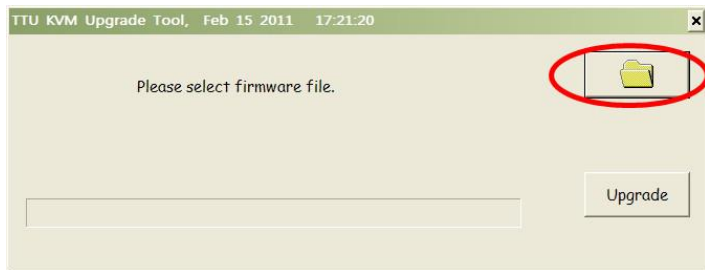 TTU KVM Upgrade Tool, Feb 15 2011 17:21:20
Please select firmware file.
Upgrade